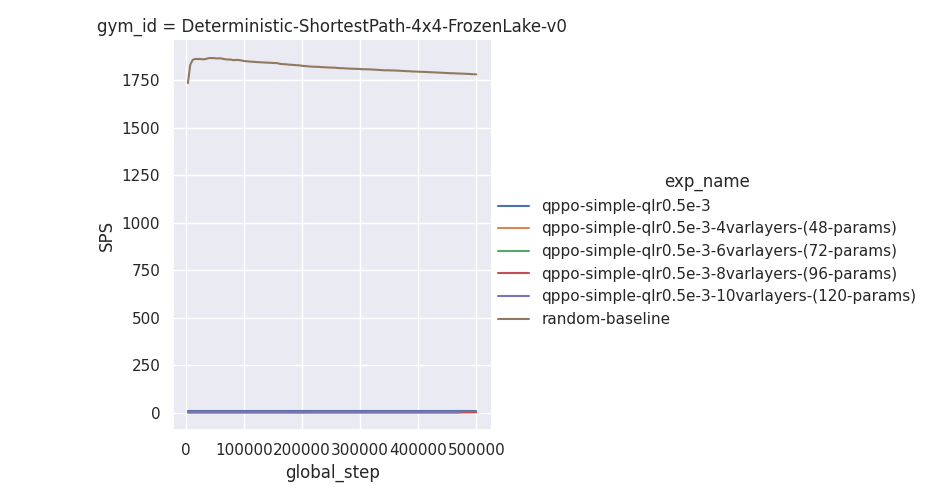 gym_id = Deterministic-ShortestPath-4x4-FrozenLake-v0
1750
1500
1250
1000
750
500
250
0
SPS
0 100000 200000 300000 400000 500000
global_step
exp_name
qppo-simple-qlr0.5e-3
qppo-simple-qlr0.5e-3-4varlayers-(48-params)
qppo-simple-qlr0.5e-3-6varlayers-(72-params)
qppo-simple-qlr0.5e-3-8varlayers-(96-params)
qppo-simple-qlr0.5e-3-10varlayers-(120-params)
random-baseline